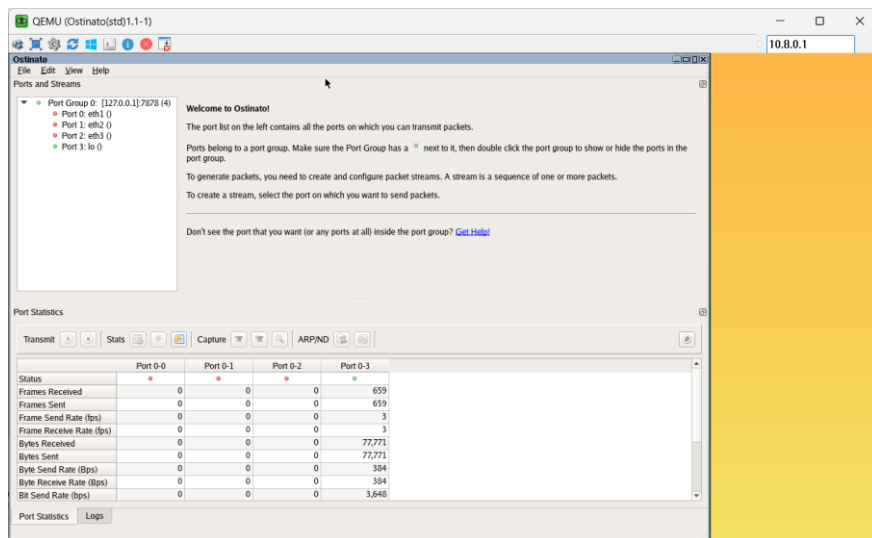 QEMU (Ostinato(std)1.1-1)
10.8.0.1
Ostinato
File Edit View Help
Ports and Streams
Port Group 0: [127.0.0.1]:7878 (4)
Port 0: eth1 ()
Port 1: eth2 ()
Port 2: eth3 ()
Port 3: lo ()
Welcome to Ostinato!
The port list on the left contains all the ports on which you can transmit packets.
Ports belong to a port group. Make sure the Port Group has a next to it, then double click the port group to show or hide the ports in the
port group.
To generate packets, you need to create and configure packet streams. A stream is a sequence of one or more packets.
To create a stream, select the port on which you want to send packets.
Don't see the port that you want (or any ports at all) inside the port group? Get Help!
Port Statistics
Transmit Stats Capture ARP/ND
Port 0-0 Port 0-1 Port 0-2 Port 0-3
Status
Frames Received 0 0 0 659
Frames Sent 0 0 0 659
Frame Send Rate (fps) 0 0 0 3
Frame Receive Rate (fps) 0 0 0 3
Bytes Received 0 0 0 77,771
Bytes Sent 0 0 0 77,771
Byte Send Rate (Bps) 0 0 0 384
Byte Receive Rate (Bps) 0 0 0 384
Bit Send Rate (bps) 0 0 0 3,648
Port Statistics Logs